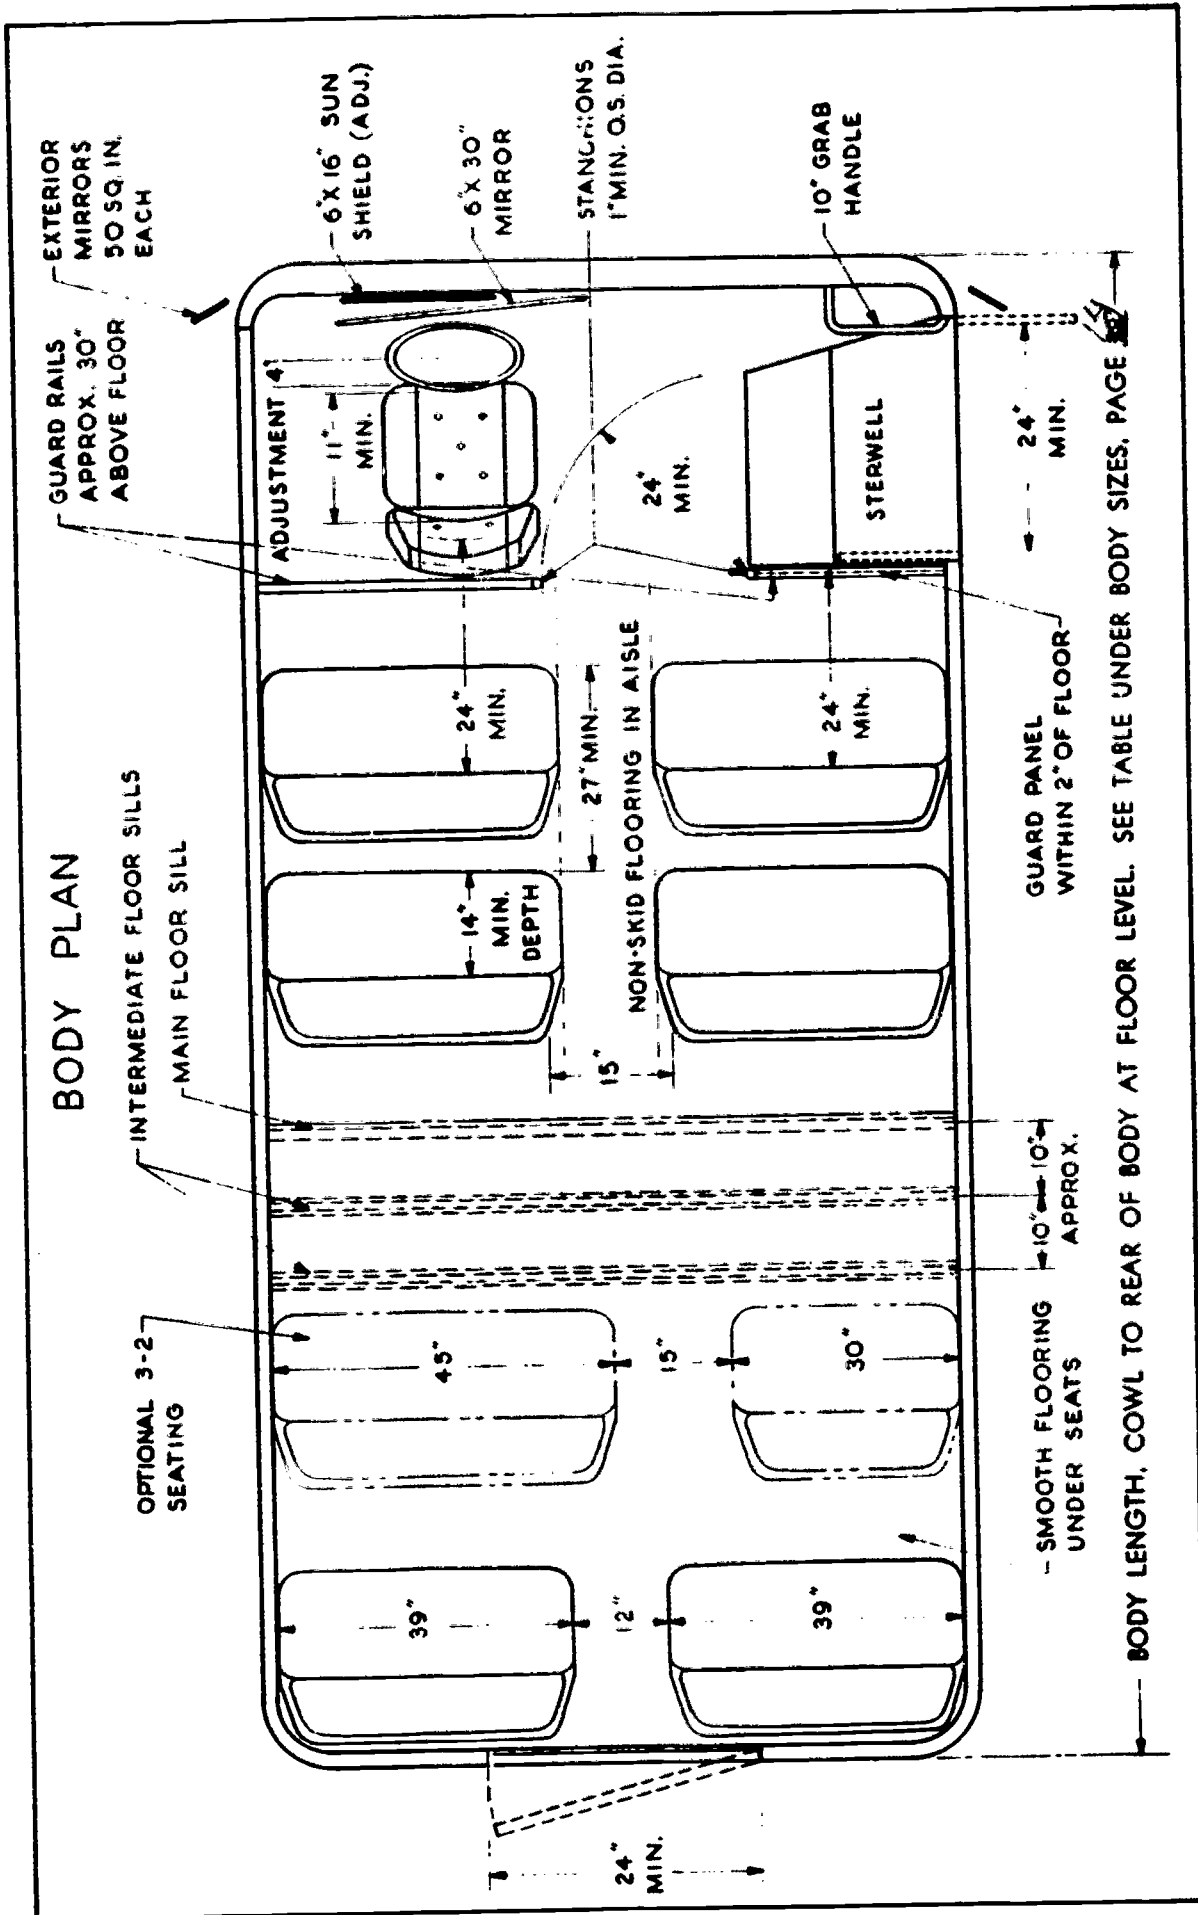 BODY PLAN
INTERMEDIATE FLOOR SILLS
MAIN FLOOR SILL
OPTIONAL 3-2
SEATING
GUARD RAILS
APPROX. 30"
ABOVE FLOOR
EXTERIOR
MIRRORS
50 SQ. IN.
EACH
6"X 16" SUN
SHIELD (ADJ.)
6"X 30"
MIRROR
STANCHIONS
1"MIN. O.S. DIA.
10" GRAB
HANDLE
ADJUSTMENT 4"
11"
MIN.
24"
MIN.
STERWELL
24"
MIN.
24"
MIN.
27"MIN.
24"
MIN.
14"
MIN.
DEPTH
NON-SKID FLOORING IN AISLE
15"
GUARD PANEL
WITHIN 2" OF FLOOR
10" 10"
APPROX.
45"
15"
30"
SMOOTH FLOORING
UNDER SEATS
39"
12"
39"
24"
MIN.
BODY LENGTH, COWL TO REAR OF BODY AT FLOOR LEVEL. SEE TABLE UNDER BODY SIZES, PAGE